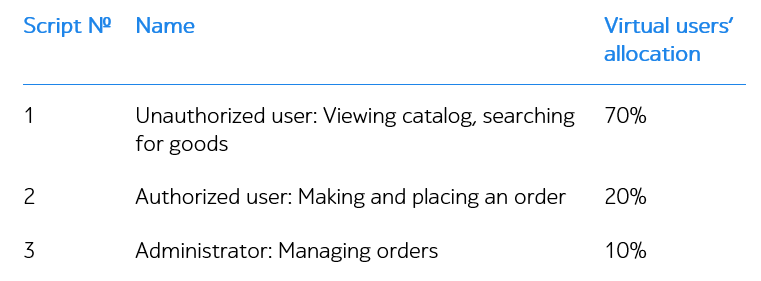 Script № Name Virtual users’
allocation
1 Unauthorized user: Viewing catalog, searching 70%
for goods
2 Authorized user: Making and placing an order 20%
3 Administrator: Managing orders 10%